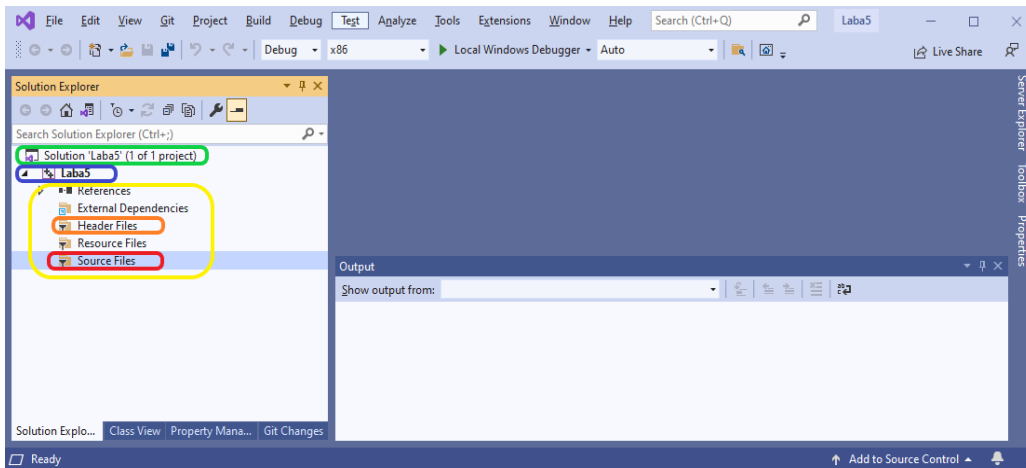 File Edit View Git Project Build Debug Test Analyze Tools Extensions Window Help Search (Ctrl+Q) Laba5
Debug x86 Local Windows Debugger Auto Live Share
Solution Explorer
Search Solution Explorer (Ctrl+;)
Solution 'Laba5' (1 of 1 project)
Laba5
References
External Dependencies
Header Files
Resource Files
Source Files
Output
Show output from:
Solution Explo... Class View Property Mana... Git Changes
Server Explorer
Toolbox
Properties
Ready Add to Source Control